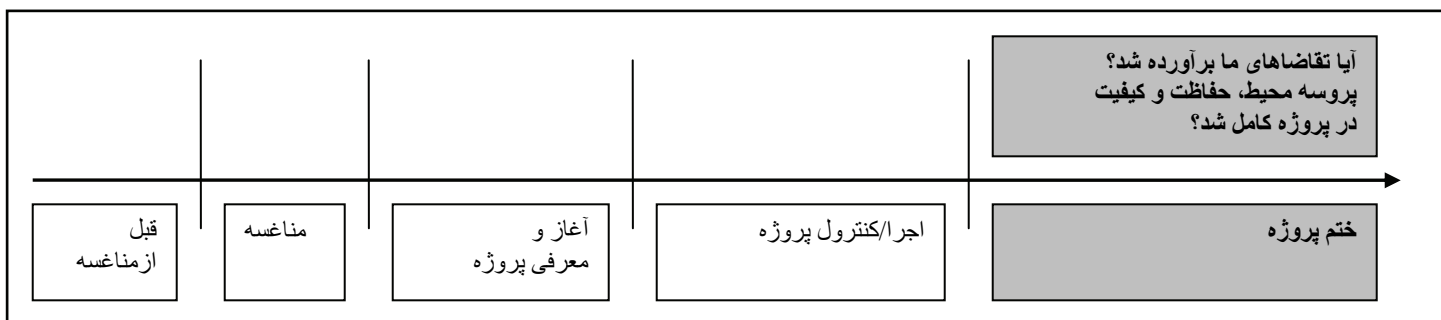 آیا تقاضاهای ما برآورده شد؟
پروسه محیط، حفاظت و کیفیت
در پروژه کامل شد؟
قبل
ازمناغسه
مناغسه
آغاز و
معرفی پروژه
اجرا/کنترول پروژه
ختم پروژه